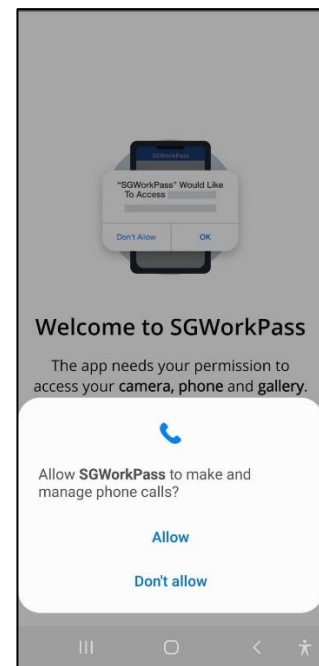 SGWorkPass
"SGWorkPass" Would Like
To Access
Don't Allow
OK
Welcome to SGWorkPass
The app needs your permission to
access your camera, phone and gallery.
Allow SGWorkPass to make and
manage phone calls?
Allow
Don't allow